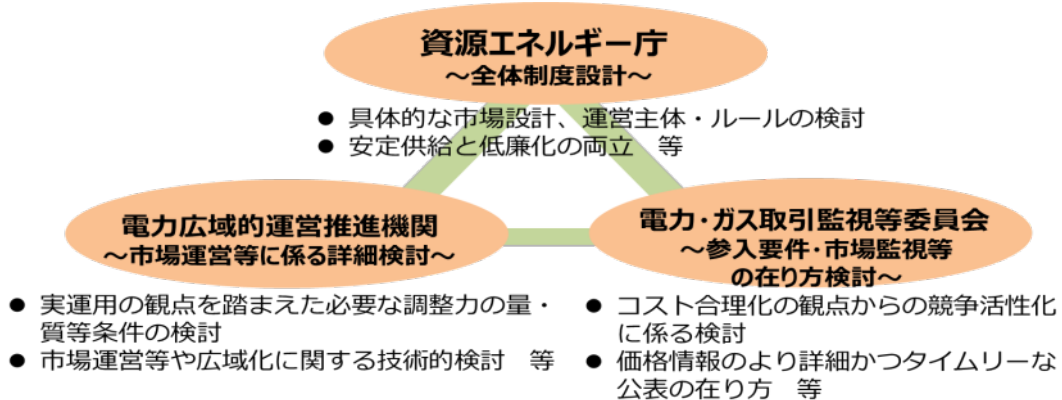 資源エネルギー庁
～全体制度設計～
● 具体的な市場設計、運営主体・ルールの検討
● 安定供給と低廉化の両立　等
電力広域的運営推進機関
～市場運営等に係る詳細検討～
● 実運用の観点を踏まえた必要な調整力の量・
質等条件の検討
● 市場運営等や広域化に関する技術的検討　等
電力・ガス取引監視等委員会
～参入要件・市場監視等
の在り方検討～
● コスト合理化の観点からの競争活性化
に係る検討
● 価格情報のより詳細かつタイムリーな
公表の在り方　等